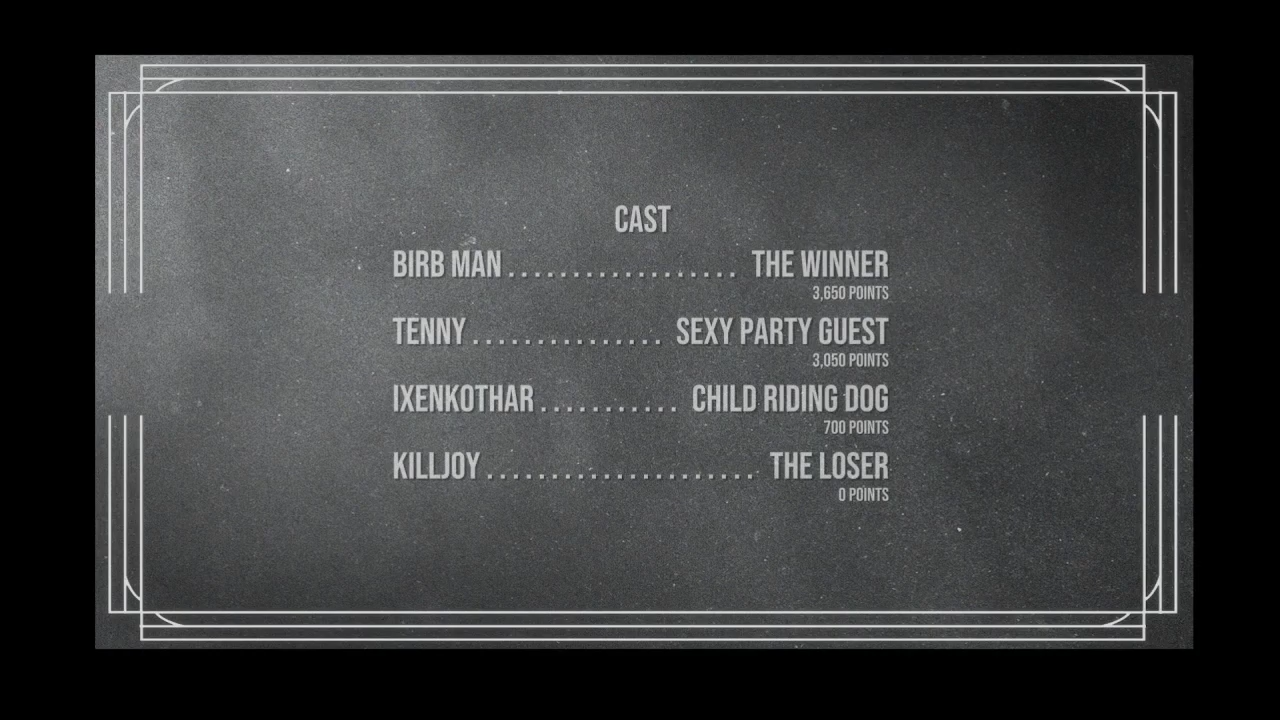 CAST
BIRB MAN . . . . . . . . . . . . . . . . . . THE WINNER
3,650 POINTS
TENNY . . . . . . . . . . . . . . . SEXY PARTY GUEST
3,050 POINTS
IXENKOTHAR . . . . . . . . . . . CHILD RIDING DOG
700 POINTS
KILLJOY . . . . . . . . . . . . . . . . . . . . . THE LOSER
0 POINTS